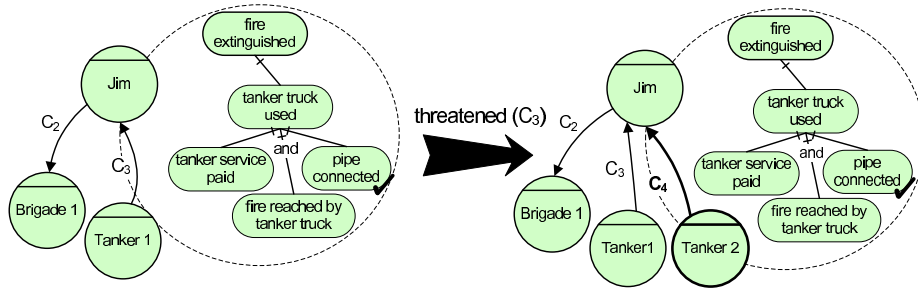 fire
extinguished
Jim
tanker truck
used
and
C2
C3
tanker service
paid
pipe
connected
fire reached by
tanker truck
Brigade 1
Tanker 1
threatened (C3)
fire
extinguished
Jim
tanker truck
used
and
C2
C3
C4
tanker service
paid
pipe
connected
fire reached by
tanker truck
Brigade 1
Tanker1
Tanker 2